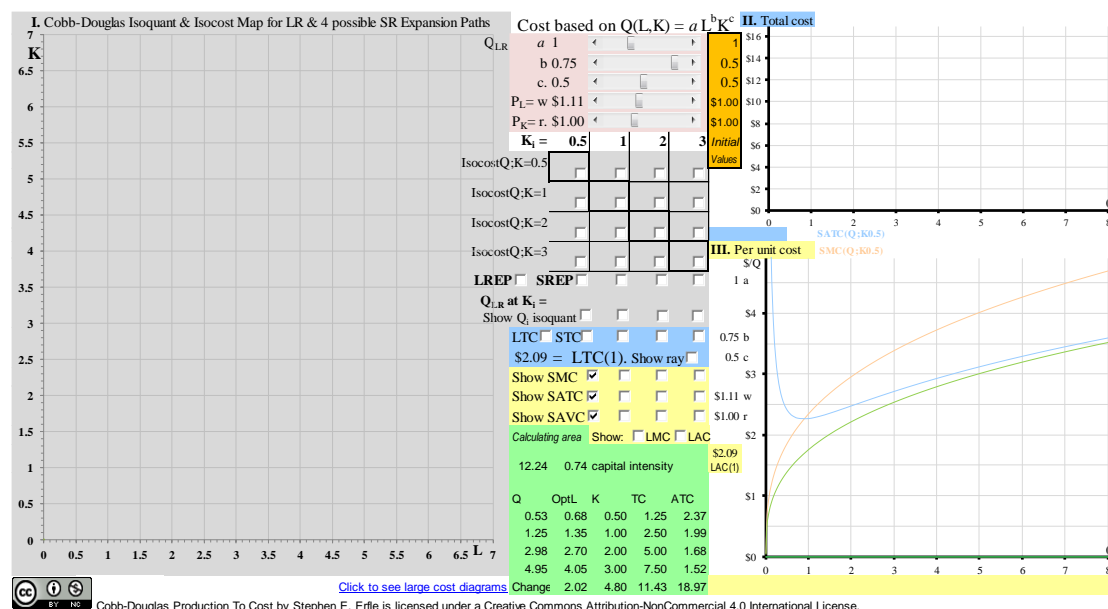 I. Cobb-Douglas Isoquant & Isocost Map for LR & 4 possible SR Expansion Paths
K
7
6.5
6
5.5
5
4.5
4
3.5
3
2.5
2
1.5
1
0.5
0
0 0.5 1 1.5 2 2.5 3 3.5 4 4.5 5 5.5 6 6.5 L 7
Cost based on Q(L,K) = a L^b K^c
Q_LR a 1 1
b 0.75 0.5
c. 0.5 0.5
P_L= w $1.11 $1.00
P_K= r. $1.00 $1.00
K_i = 0.5 1 2 3 Initial Values
IsocostQ;K=0.5
IsocostQ;K=1
IsocostQ;K=2
IsocostQ;K=3
LREP SREP
Q_LR at K_i =
Show Q_i isoquant
LTC STC
$2.09 = LTC(1). Show ray
Show SMC
Show SATC
Show SAVC
Calculating area Show: LMC LAC
12.24 0.74 capital intensity
Q OptL K TC ATC
0.53 0.68 0.50 1.25 2.37
1.25 1.35 1.00 2.50 1.99
2.98 2.70 2.00 5.00 1.68
4.95 4.05 3.00 7.50 1.52
Change 2.02 4.80 11.43 18.97
II. Total cost
$16
$14
$12
$10
$8
$6
$4
$2
$0
0 1 2 3 4 5 6 7 8
SATC(Q;K0.5)
SMC(Q;K0.5)
III. Per unit cost
$/Q
1 a
0.75 b
0.5 c
$1.11 w
$1.00 r
$2.09
LAC(1)
$4
$3
$2
$1
$0
0 1 2 3 4 5 6 7 8
Click to see large cost diagrams
cc BY NC
Cobb-Douglas Production To Cost by Stephen E. Erfle is licensed under a Creative Commons Attribution-NonCommercial 4.0 International License.